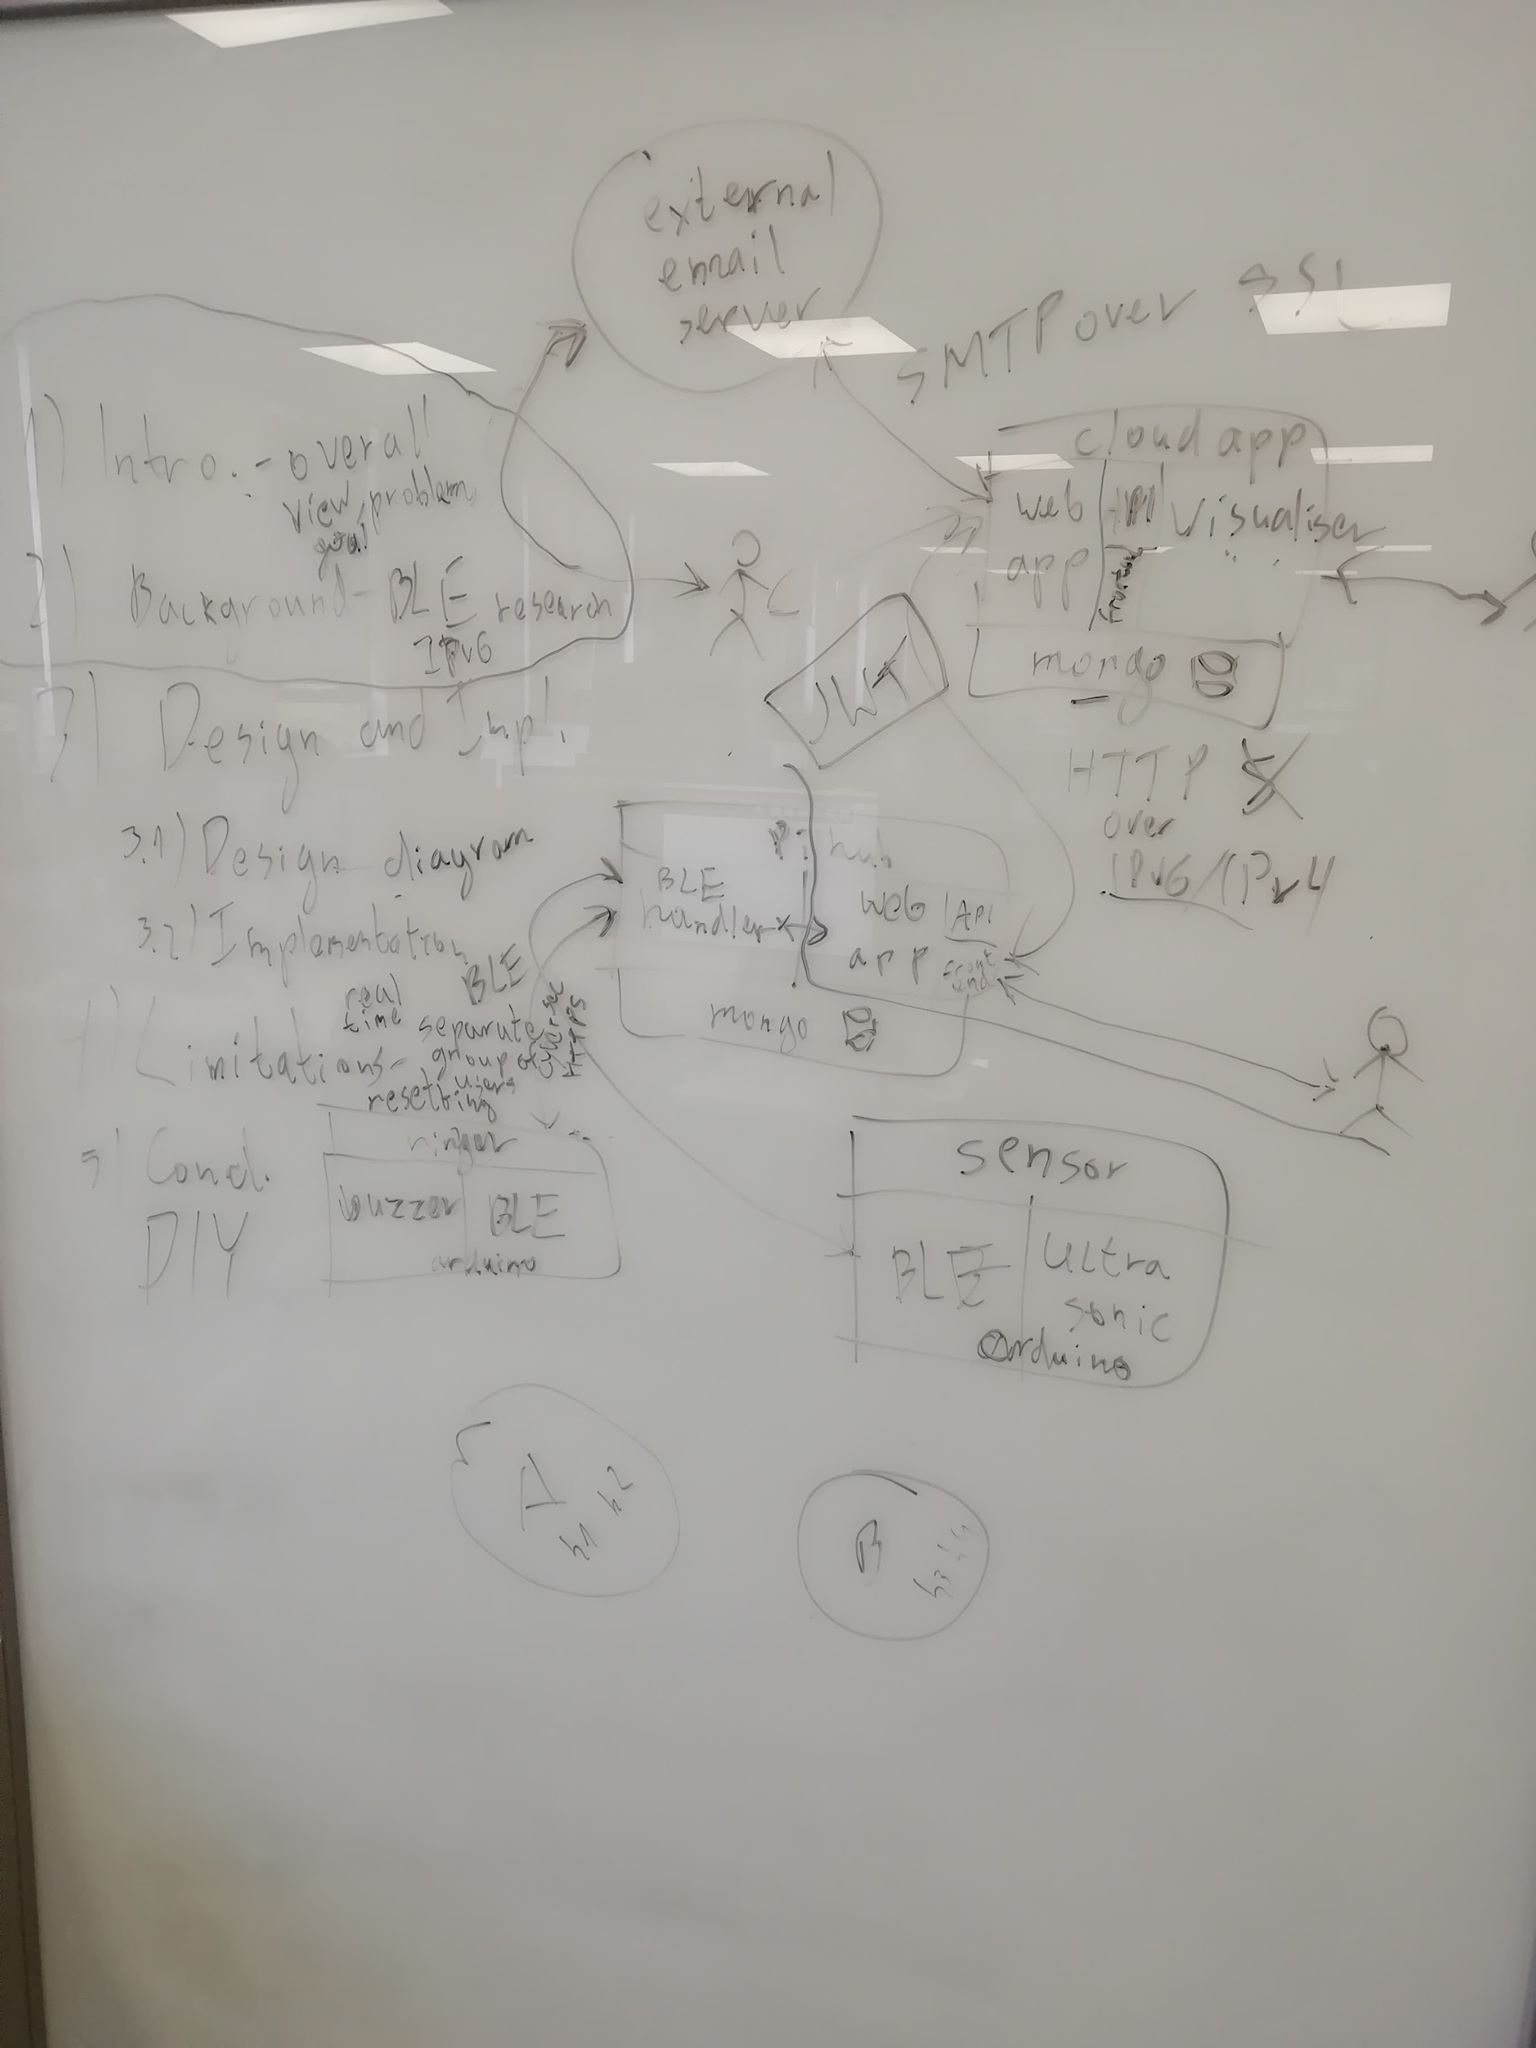 external
email
server
SMTP over SSL
1) Intro. - overall
view, problem,
goal
2) Background - BLE research
IPv6
3) Design and Impl.
3.1) Design diagram
3.2) Implementation
4) Limitations -
real
time
BLE
separate
group of
users
resetting
cybersec
HTTPS
5) Concl.
DIY
cloud app
web
app
API
frontend
Visualiser
mongo DB
JWT
HTTP
over
IPv6/IPv4
Pi hub
BLE
handler
web
app
API
front
end
mongo DB
ringer
buzzer
BLE
arduino
sensor
BLE
Ultra
sonic
arduino
h1 h2
B
h3